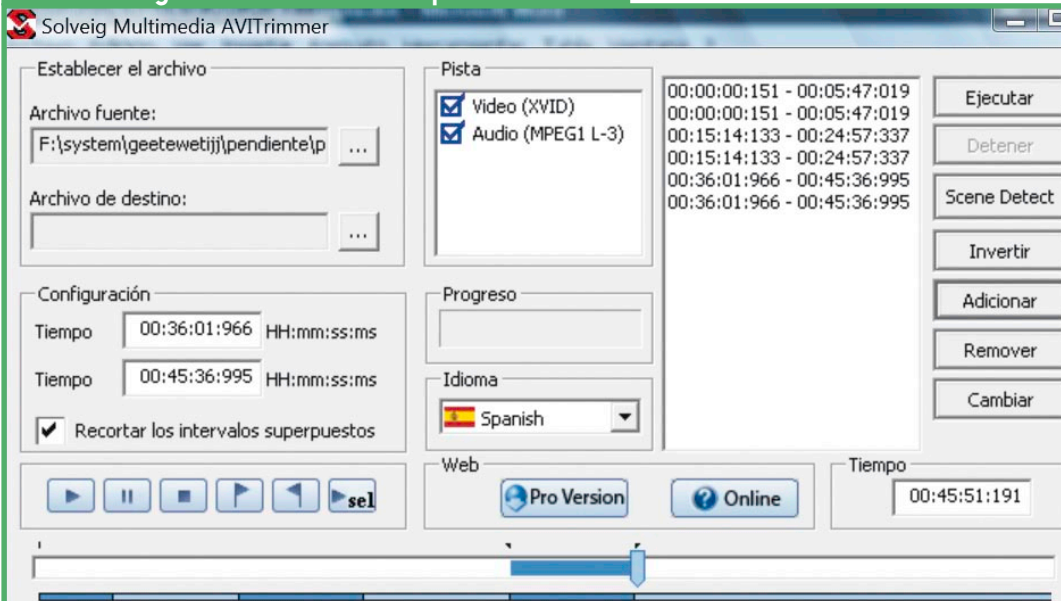 Solveig Multimedia AVITrimmer
Establecer el archivo
Archivo fuente:
F:\system\geetewetijj\pendiente\p
...
Archivo de destino:
...
Pista
Video (XVID)
Audio (MPEG1 L-3)
00:00:00:151 - 00:05:47:019
00:00:00:151 - 00:05:47:019
00:15:14:133 - 00:24:57:337
00:15:14:133 - 00:24:57:337
00:36:01:966 - 00:45:36:995
00:36:01:966 - 00:45:36:995
Ejecutar
Detener
Scene Detect
Invertir
Adicionar
Remover
Cambiar
Configuración
Tiempo 00:36:01:966 HH:mm:ss:ms
Tiempo 00:45:36:995 HH:mm:ss:ms
Recortar los intervalos superpuestos
Progreso
Idioma
Spanish
sel
Web
Pro Version
Online
Tiempo
00:45:51:191